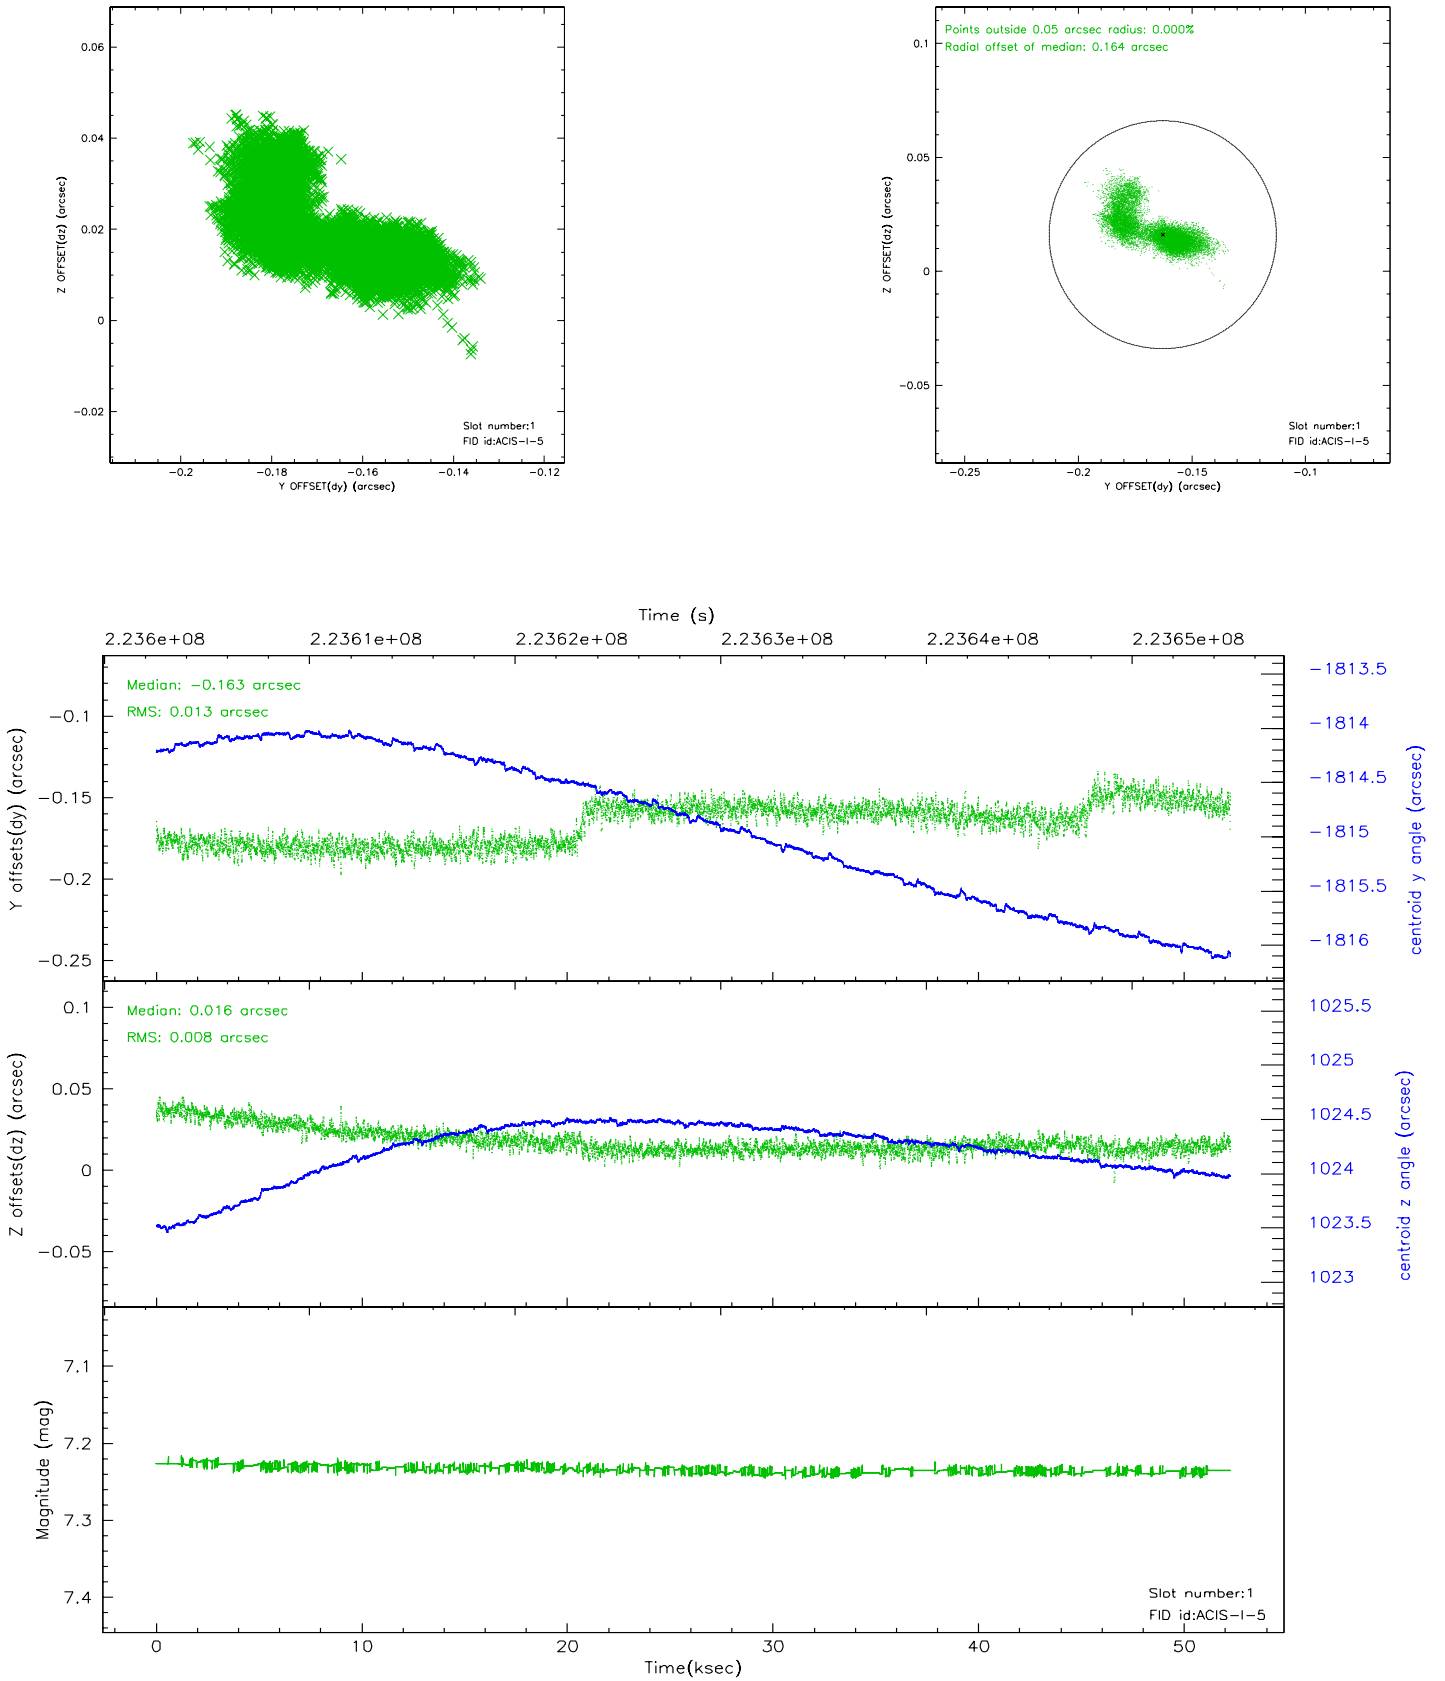 0.06
0.04
0.02
0
−0.02
Z OFFSET(dz) (arcsec)
Slot number:1
FID id:ACIS−I−5
−0.2 −0.18 −0.16 −0.14 −0.12
Y OFFSET(dy) (arcsec)
Points outside 0.05 arcsec radius: 0.000%
Radial offset of median: 0.164 arcsec
0.1
0.05
0
−0.05
Z OFFSET(dz) (arcsec)
Slot number:1
FID id:ACIS−I−5
−0.25 −0.2 −0.15 −0.1
Y OFFSET(dy) (arcsec)
Time (s)
2.236e+08 2.2361e+08 2.2362e+08 2.2363e+08 2.2364e+08 2.2365e+08
Median: −0.163 arcsec
RMS: 0.013 arcsec
−0.1
−0.15
−0.2
−0.25
Y offsets(dy) (arcsec)
−1813.5
−1814
−1814.5
−1815
−1815.5
−1816
centroid y angle (arcsec)
Median: 0.016 arcsec
RMS: 0.008 arcsec
0.1
0.05
0
−0.05
Z offsets(dz) (arcsec)
1025.5
1025
1024.5
1024
1023.5
1023
centroid z angle (arcsec)
7.1
7.2
7.3
7.4
Magnitude (mag)
Slot number:1
FID id:ACIS−I−5
0 10 20 30 40 50
Time(ksec)